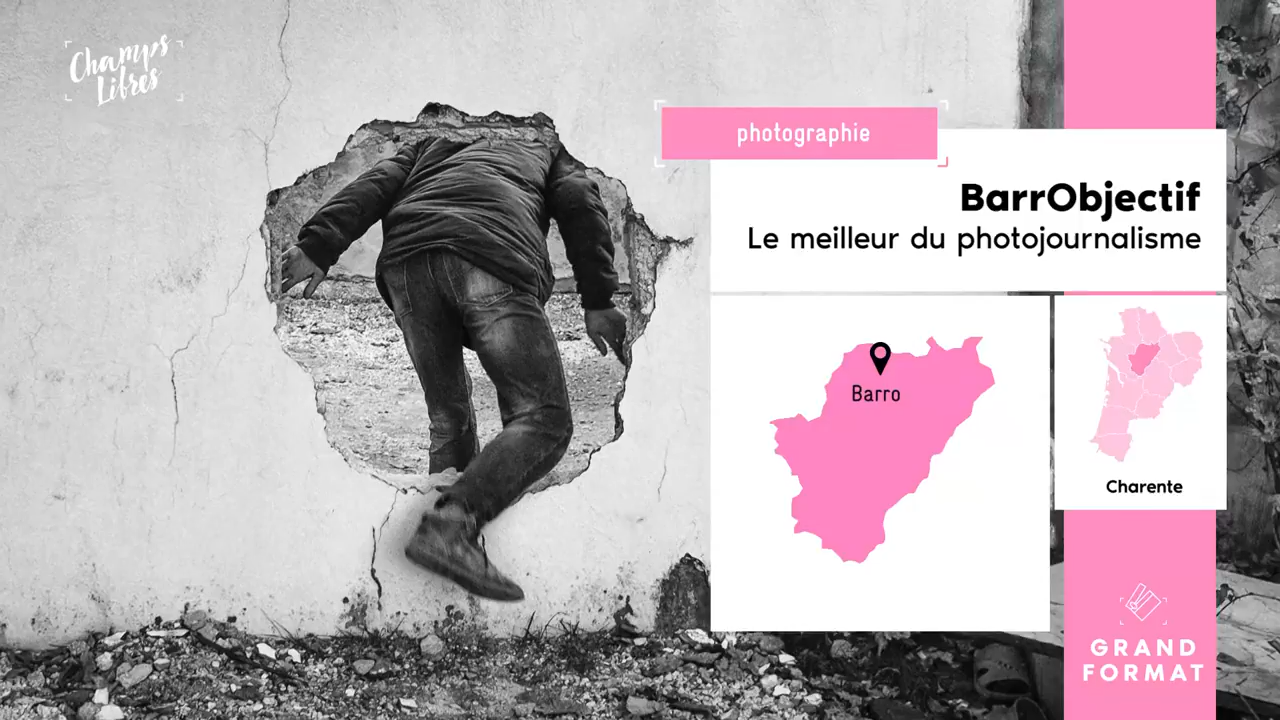 Champs
Libres
photographie
BarrObjectif
Le meilleur du photojournalisme
Barro
Charente
GRAND
FORMAT